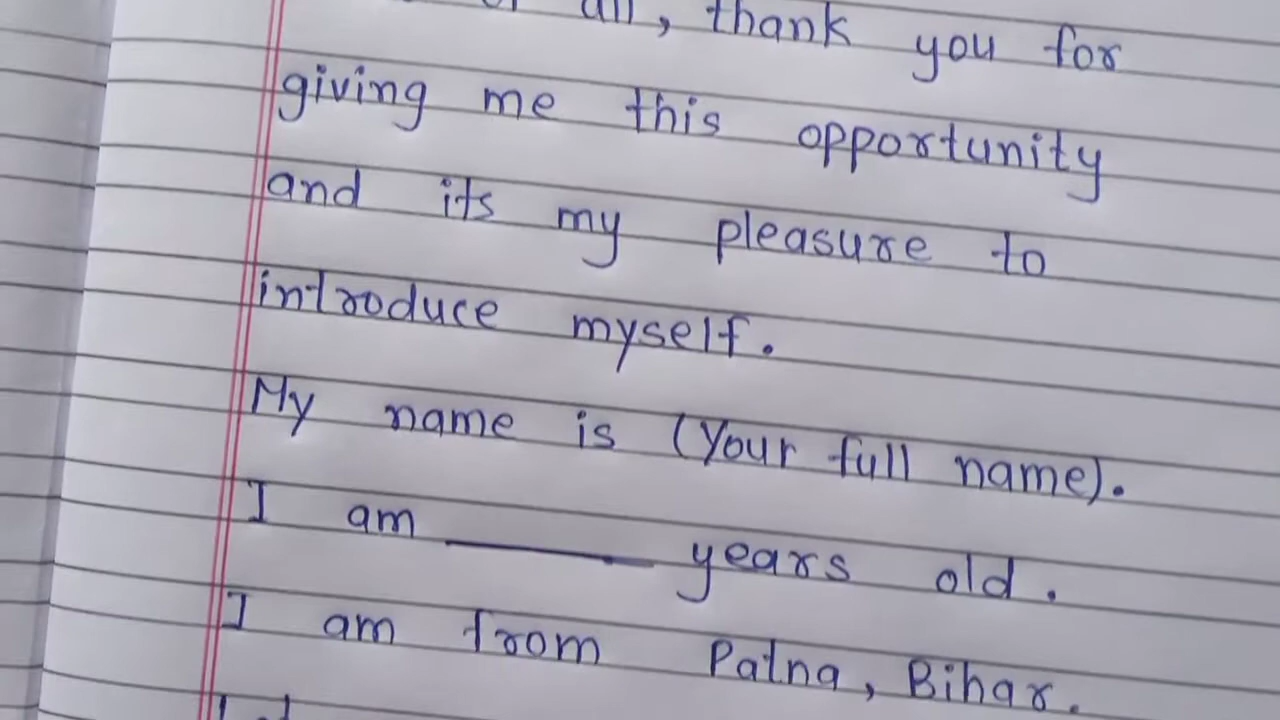 of all, thank you for
giving me this opportunity
and its my pleasure to
introduce myself.
My name is (Your full name).
I am ______ years old.
I am from Patna, Bihar.